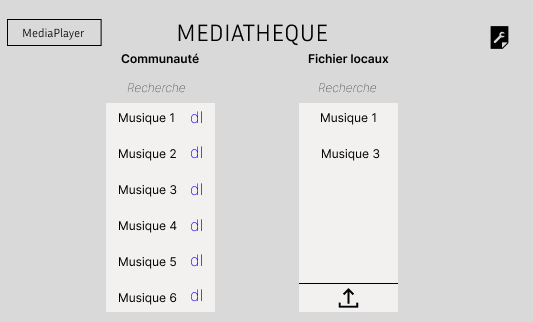 MediaPlayer
MEDIATHEQUE
Communauté
Recherche
Musique 1 dl
Musique 2 dl
Musique 3 dl
Musique 4 dl
Musique 5 dl
Musique 6 dl
Fichier locaux
Recherche
Musique 1
Musique 3